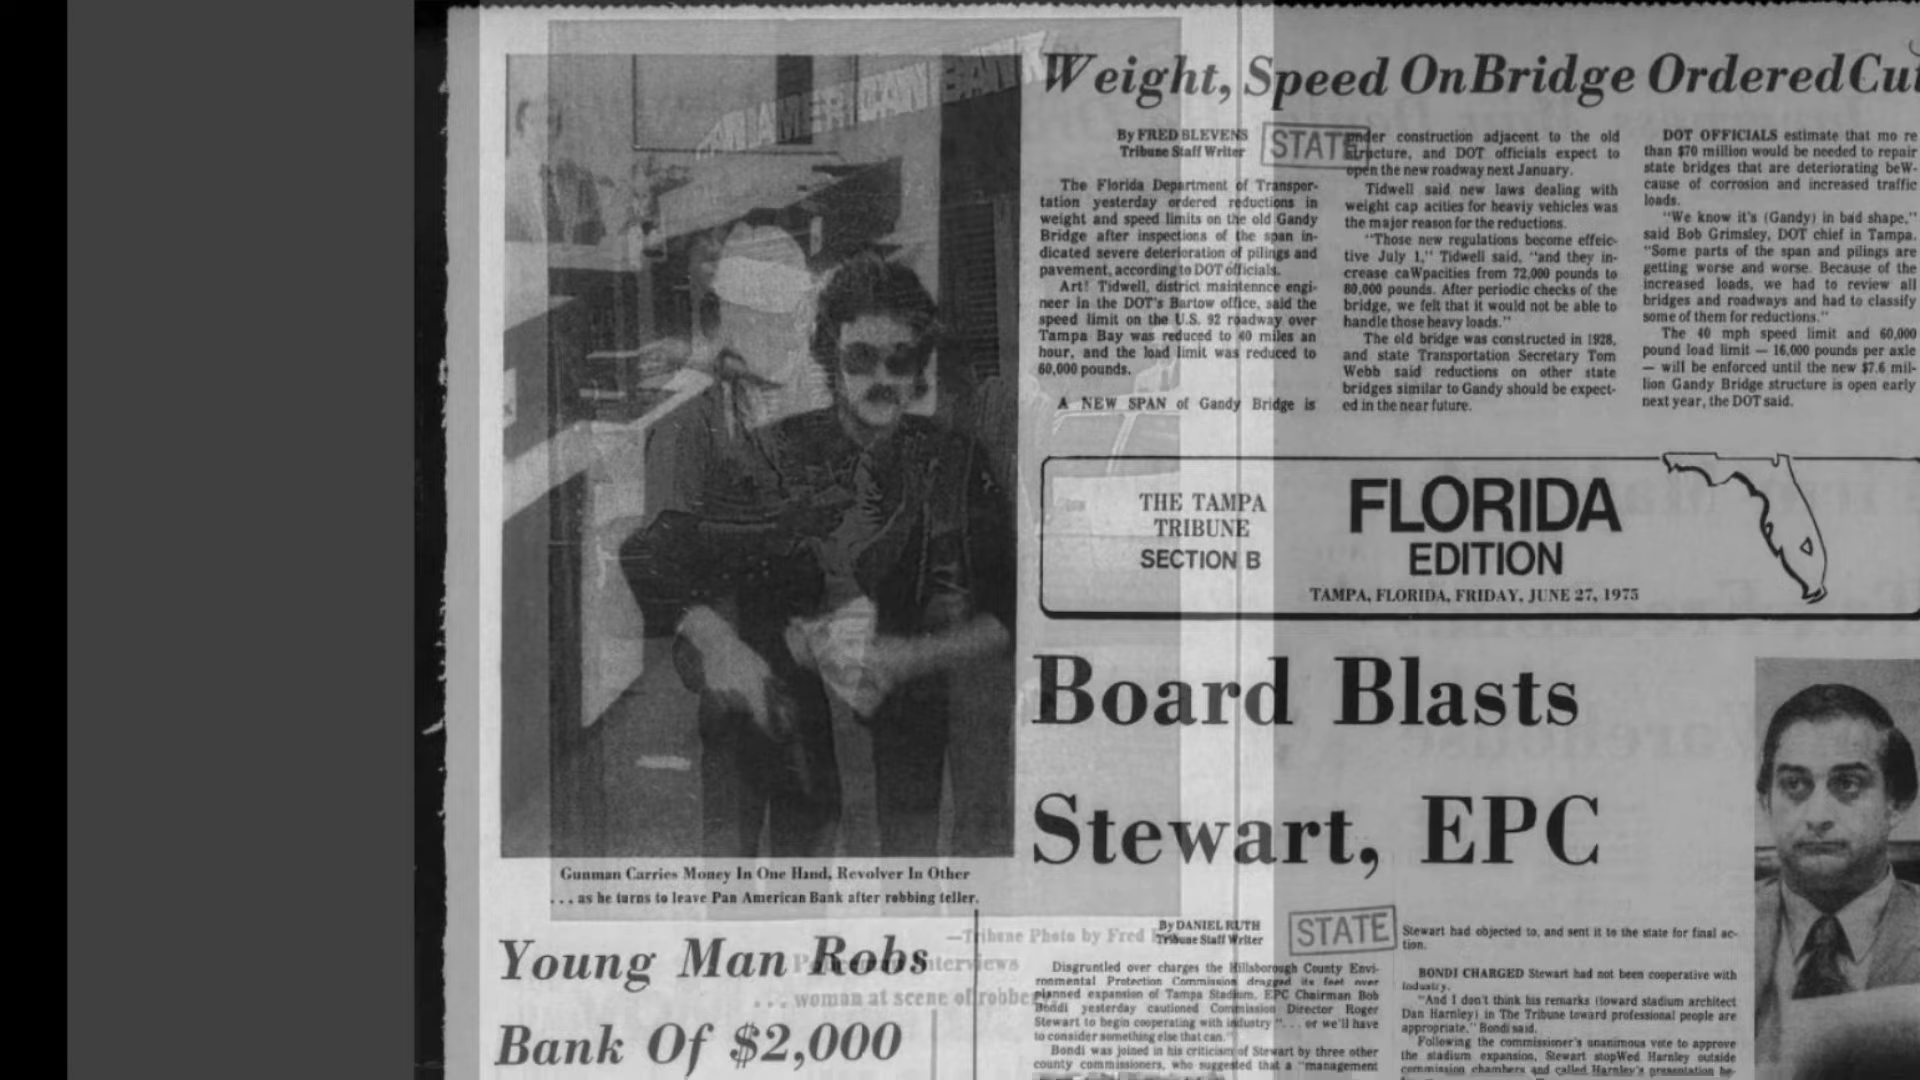 AN AMERICAN BANK
Weight, Speed On Bridge Ordered Cut
By FRED BLEVENS
Tribune Staff Writer
STATE
The Florida Department of Transpor-
tation yesterday ordered reductions in
weight and speed limits on the old Gandy
Bridge after inspections of the span in-
dicated severe deterioration of pilings and
pavement, according to DOT officials.
Art! Tidwell, district maintennce engi-
neer in the DOT's Bartow office, said the
speed limit on the U.S. 92 roadway over
Tampa Bay was reduced to 40 miles an
hour, and the load limit was reduced to
60,000 pounds.
A NEW SPAN of Gandy Bridge is
under construction adjacent to the old
structure, and DOT officials expect to
open the new roadway next January.
Tidwell said new laws dealing with
weight cap acities for heaviy vehicles was
the major reason for the reductions.
"Those new regulations become effeic-
tive July 1," Tidwell said, "and they in-
crease caWpacities from 72,000 pounds to
80,000 pounds. After periodic checks of the
bridge, we felt that it would not be able to
handle those heavy loads."
The old bridge was constructed in 1928,
and state Transportation Secretary Tom
Webb said reductions on other state
bridges similar to Gandy should be expect-
ed in the near future.
DOT OFFICIALS estimate that mo re
than $70 million would be needed to repair
state bridges that are deteriorating beW-
cause of corrosion and increased traffic
loads.
"We know it's (Gandy) in bad shape,"
said Bob Grimsley, DOT chief in Tampa.
"Some parts of the span and pilings are
getting worse and worse. Because of the
increased loads, we had to review all
bridges and roadways and had to classify
some of them for reductions."
The 40 mph speed limit and 60,000
pound load limit — 16,000 pounds per axle
— will be enforced until the new $7.6 mil-
lion Gandy Bridge structure is open early
next year, the DOT said.
THE TAMPA
TRIBUNE
SECTION B
FLORIDA
EDITION
TAMPA, FLORIDA, FRIDAY, JUNE 27, 1975
Board Blasts
Stewart, EPC
Gunman Carries Money In One Hand, Revolver In Other
... as he turns to leave Pan American Bank after robbing teller.
—Tribune Photo by Fred
interviews
... woman at scene of robbery
Young Man Robs
Bank Of $2,000
By DANIEL RUTH
Tribune Staff Writer
STATE
Disgruntled over charges the Hillsborough County Envi-
ronmental Protection Commission dragged its feet over
planned expansion of Tampa Stadium, EPC Chairman Bob
Bondi yesterday cautioned Commission Director Roger
Stewart to begin cooperating with industry "... or we'll have
to consider something else that can."
Bondi was joined in his criticism of Stewart by three other
county commissioners, who suggested that a "management
Stewart had objected to, and sent it to the state for final ac-
tion.
BONDI CHARGED Stewart had not been cooperative with
industry.
"And I don't think his remarks (toward stadium architect
Dan Harnley) in The Tribune toward professional people are
appropriate," Bondi said.
Following the commissioner's unanimous vote to approve
the stadium expansion, Stewart stopWed Harnley outside
commission chambers and called Harnley's presentation be-